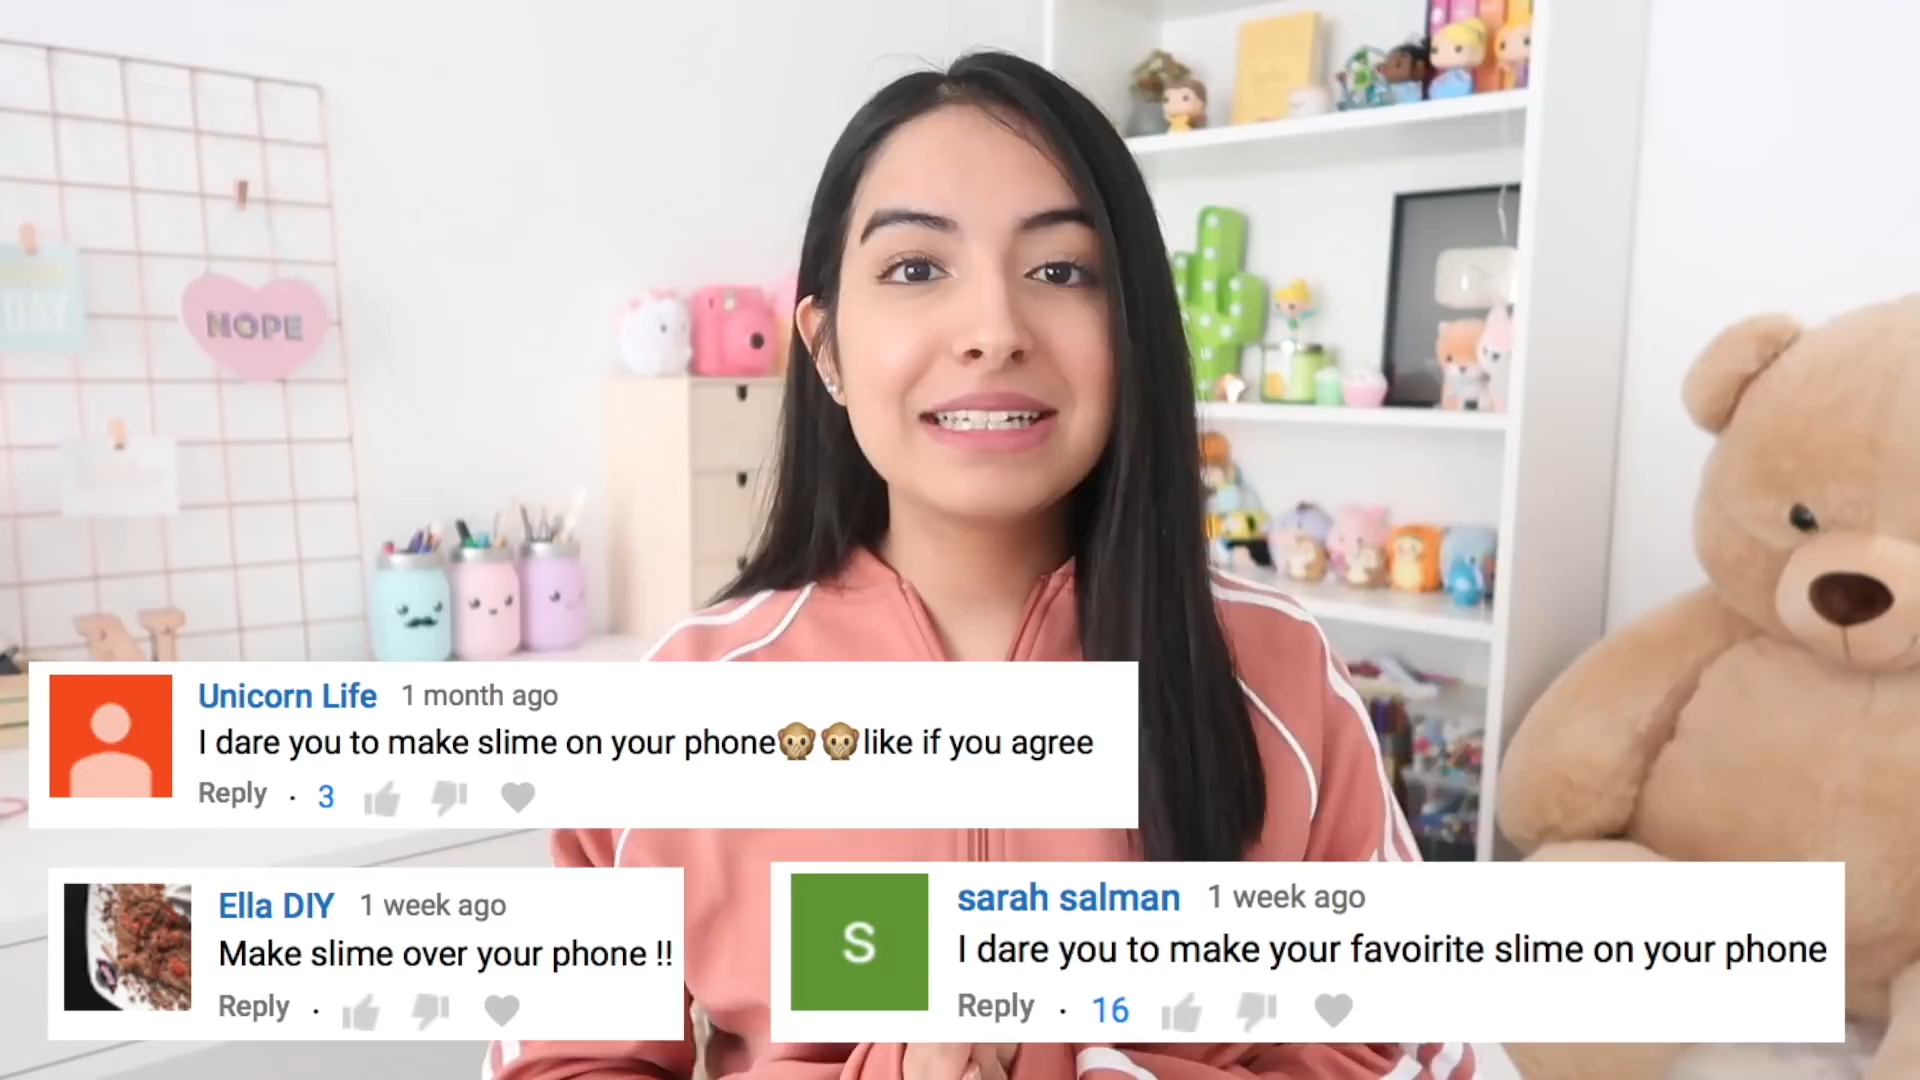 DAY
NOPE
Unicorn Life 1 month ago
I dare you to make slime on your phone🙊🙊like if you agree
Reply · 3
Ella DIY 1 week ago
Make slime over your phone !!
Reply ·
S
sarah salman 1 week ago
I dare you to make your favoirite slime on your phone
Reply · 16